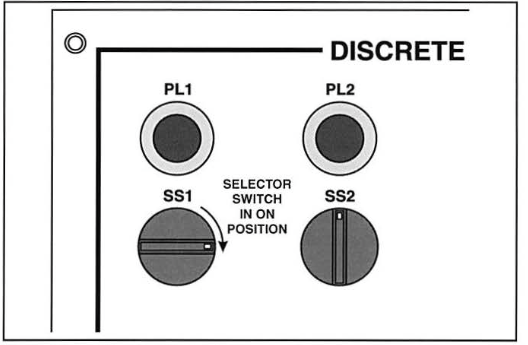 DISCRETE
PL1
PL2
SS1
SELECTOR
SWITCH
IN ON
POSITION
SS2